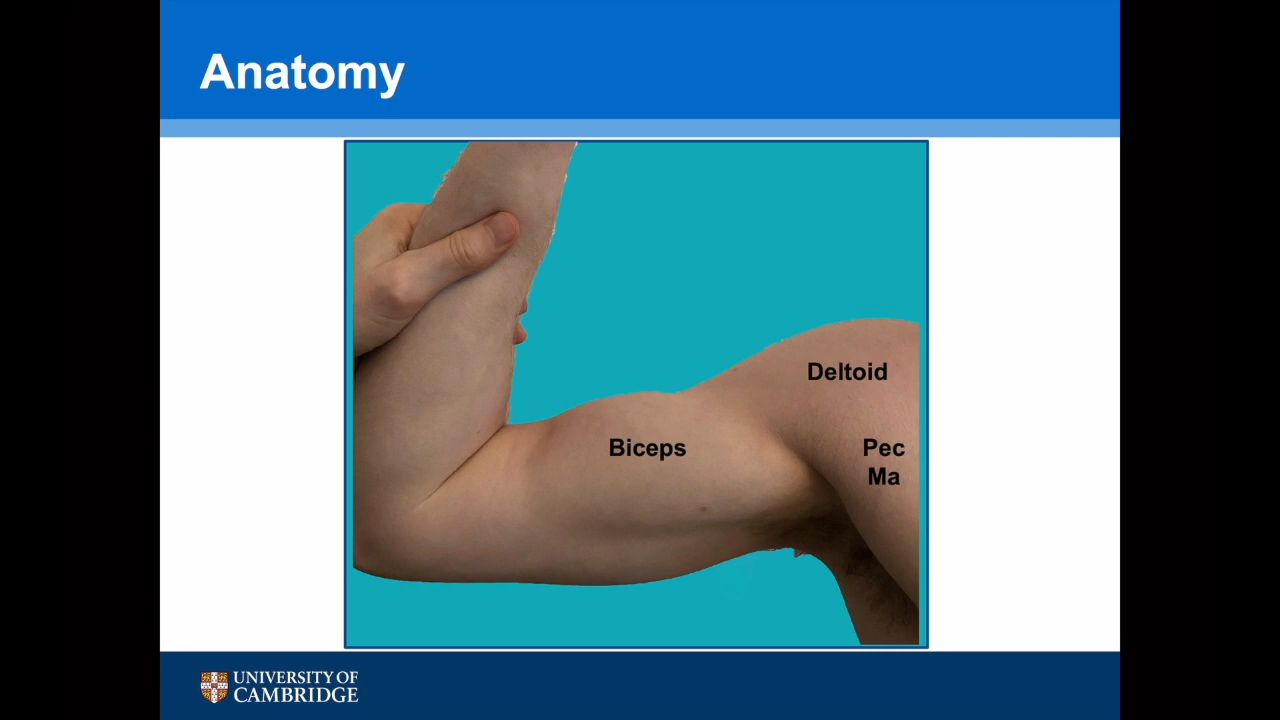 Anatomy
Deltoid
Biceps
Pec
Ma
UNIVERSITY OF
CAMBRIDGE